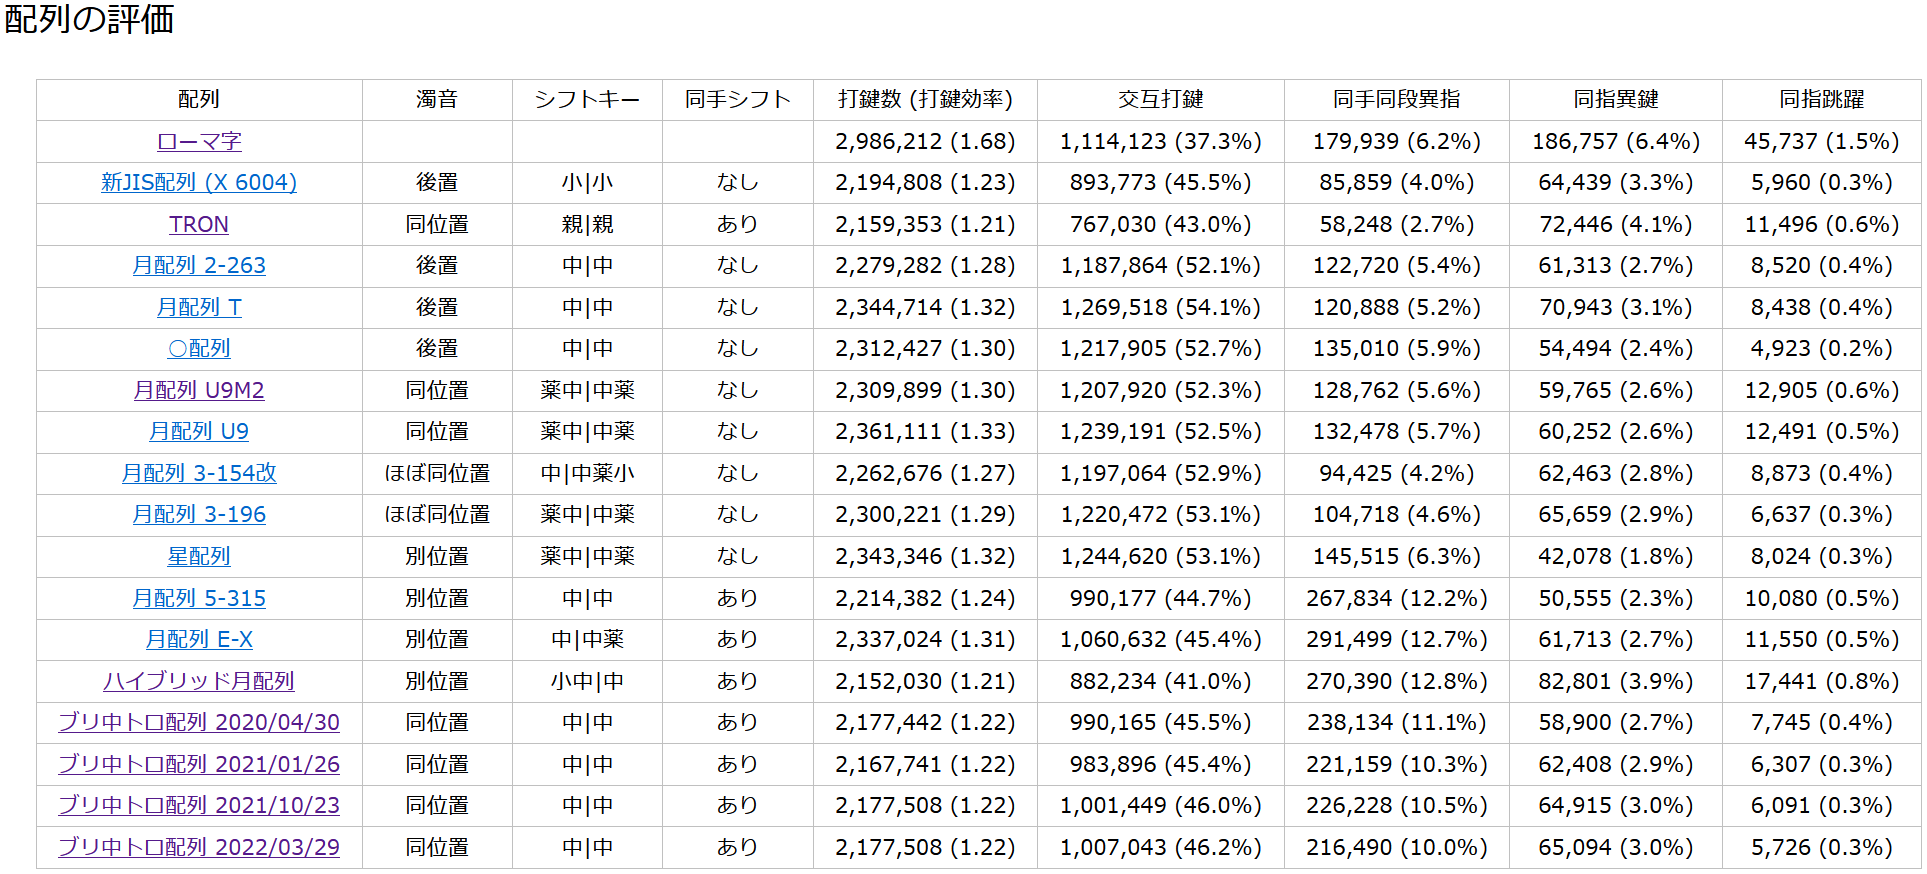 配列の評価
配列 濁音 シフトキー 同手シフト 打鍵数 (打鍵効率) 交互打鍵 同手同段異指 同指異鍵 同指跳躍
ローマ字 2,986,212 (1.68) 1,114,123 (37.3%) 179,939 (6.2%) 186,757 (6.4%) 45,737 (1.5%)
新JIS配列 (X 6004) 後置 小|小 なし 2,194,808 (1.23) 893,773 (45.5%) 85,859 (4.0%) 64,439 (3.3%) 5,960 (0.3%)
TRON 同位置 親|親 あり 2,159,353 (1.21) 767,030 (43.0%) 58,248 (2.7%) 72,446 (4.1%) 11,496 (0.6%)
月配列 2-263 後置 中|中 なし 2,279,282 (1.28) 1,187,864 (52.1%) 122,720 (5.4%) 61,313 (2.7%) 8,520 (0.4%)
月配列 T 後置 中|中 なし 2,344,714 (1.32) 1,269,518 (54.1%) 120,888 (5.2%) 70,943 (3.1%) 8,438 (0.4%)
〇配列 後置 中|中 なし 2,312,427 (1.30) 1,217,905 (52.7%) 135,010 (5.9%) 54,494 (2.4%) 4,923 (0.2%)
月配列 U9M2 同位置 薬中|中薬 なし 2,309,899 (1.30) 1,207,920 (52.3%) 128,762 (5.6%) 59,765 (2.6%) 12,905 (0.6%)
月配列 U9 同位置 薬中|中薬 なし 2,361,111 (1.33) 1,239,191 (52.5%) 132,478 (5.7%) 60,252 (2.6%) 12,491 (0.5%)
月配列 3-154改 ほぼ同位置 中|中薬小 なし 2,262,676 (1.27) 1,197,064 (52.9%) 94,425 (4.2%) 62,463 (2.8%) 8,873 (0.4%)
月配列 3-196 ほぼ同位置 薬中|中薬 なし 2,300,221 (1.29) 1,220,472 (53.1%) 104,718 (4.6%) 65,659 (2.9%) 6,637 (0.3%)
星配列 別位置 薬中|中薬 なし 2,343,346 (1.32) 1,244,620 (53.1%) 145,515 (6.3%) 42,078 (1.8%) 8,024 (0.3%)
月配列 5-315 別位置 中|中 あり 2,214,382 (1.24) 990,177 (44.7%) 267,834 (12.2%) 50,555 (2.3%) 10,080 (0.5%)
月配列 E-X 別位置 中|中薬 あり 2,337,024 (1.31) 1,060,632 (45.4%) 291,499 (12.7%) 61,713 (2.7%) 11,550 (0.5%)
ハイブリッド月配列 別位置 小中|中 あり 2,152,030 (1.21) 882,234 (41.0%) 270,390 (12.8%) 82,801 (3.9%) 17,441 (0.8%)
ブリ中トロ配列 2020/04/30 同位置 中|中 あり 2,177,442 (1.22) 990,165 (45.5%) 238,134 (11.1%) 58,900 (2.7%) 7,745 (0.4%)
ブリ中トロ配列 2021/01/26 同位置 中|中 あり 2,167,741 (1.22) 983,896 (45.4%) 221,159 (10.3%) 62,408 (2.9%) 6,307 (0.3%)
ブリ中トロ配列 2021/10/23 同位置 中|中 あり 2,177,508 (1.22) 1,001,449 (46.0%) 226,228 (10.5%) 64,915 (3.0%) 6,091 (0.3%)
ブリ中トロ配列 2022/03/29 同位置 中|中 あり 2,177,508 (1.22) 1,007,043 (46.2%) 216,490 (10.0%) 65,094 (3.0%) 5,726 (0.3%)